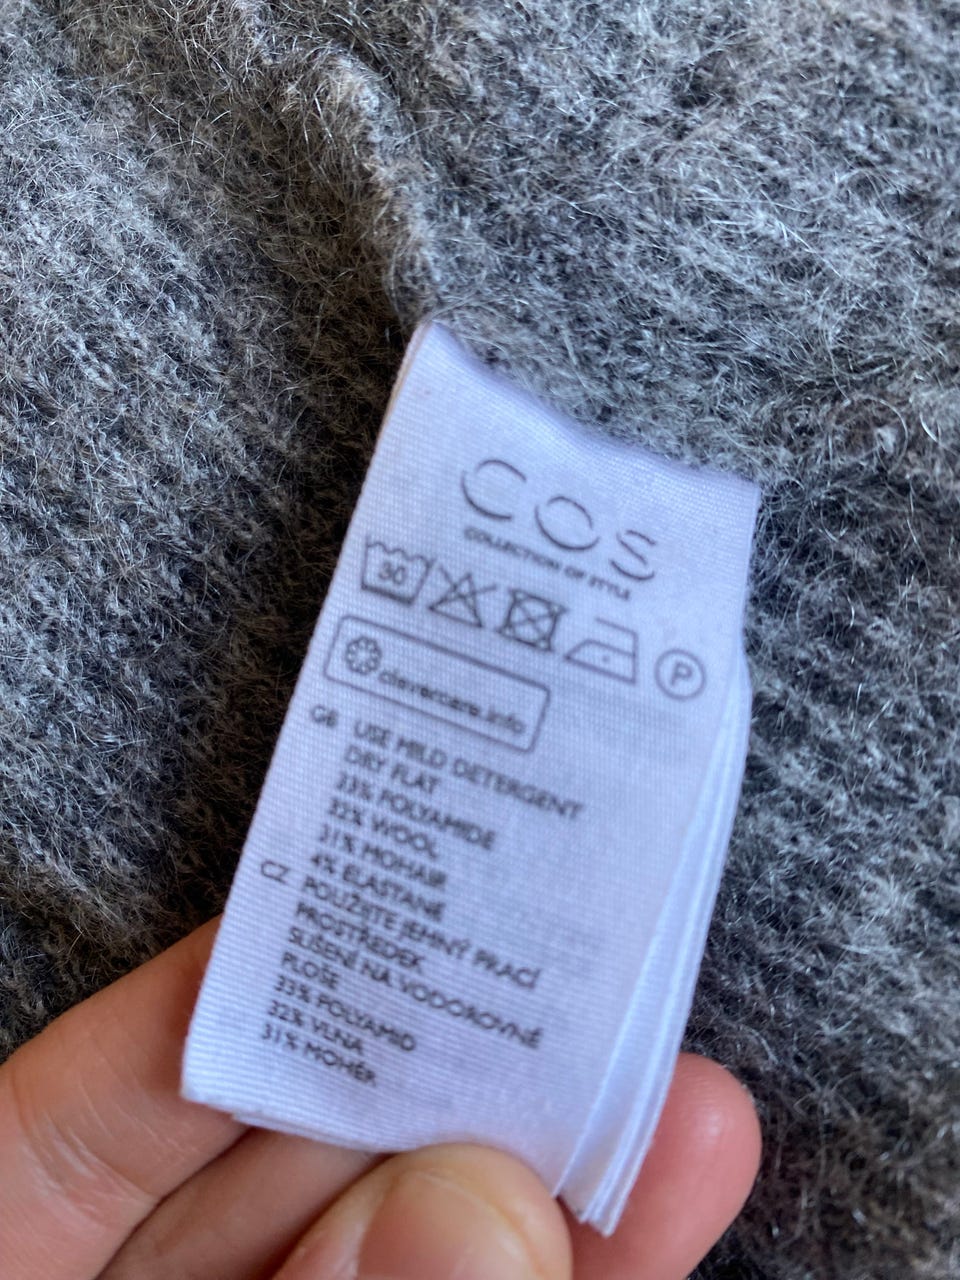 COS
COLLECTION OF STYLE
30
P
clevercare.info
GB USE MILD DETERGENT
DRY FLAT
33% POLYAMIDE
32% WOOL
31% MOHAIR
4% ELASTANE
CZ POUŽIJTE JEMNÝ PRACÍ
PROSTŘEDEK
SUŠENÍ NA VODOROVNÉ
PLOŠE
33% POLYAMID
32% VLNA
31% MOHÉR